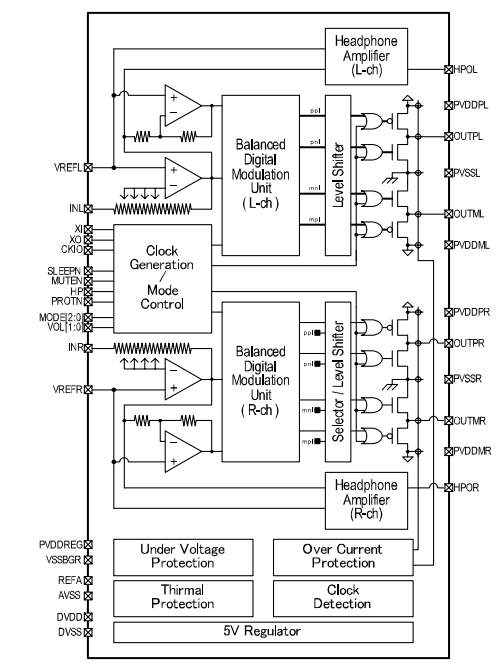 Headphone
Amplifier
(L-ch)
HPOL
PVDDPL
OUTPL
PVSSL
OUTML
PVDDML
VREFL
INL
XI
XO
CKIO
SLEEPN
MUTEN
HP
PROTN
MODE[2:0]
VOL[1:0]
INR
VREFR
+
-
-
+
Balanced
Digital
Modulation
Unit
( L-ch )
ppl
pnl
mnl
mpl
Level Shifter
Clock
Generation
/
Mode
Control
-
+
+
-
Balanced
Digital
Modulation
Unit
( R-ch )
ppl
pnl
mnl
mpl
Selector / Level Shifter
PVDDPR
OUTPR
PVSSR
OUTMR
PVDDMR
HPOR
Headphone
Amplifier
(R-ch)
PVDDREG
VSSBGR
REFA
AVSS
DVDD
DVSS
Under Voltage
Protection
Over Current
Protection
Thirmal
Protection
Clock
Detection
5V Regulator